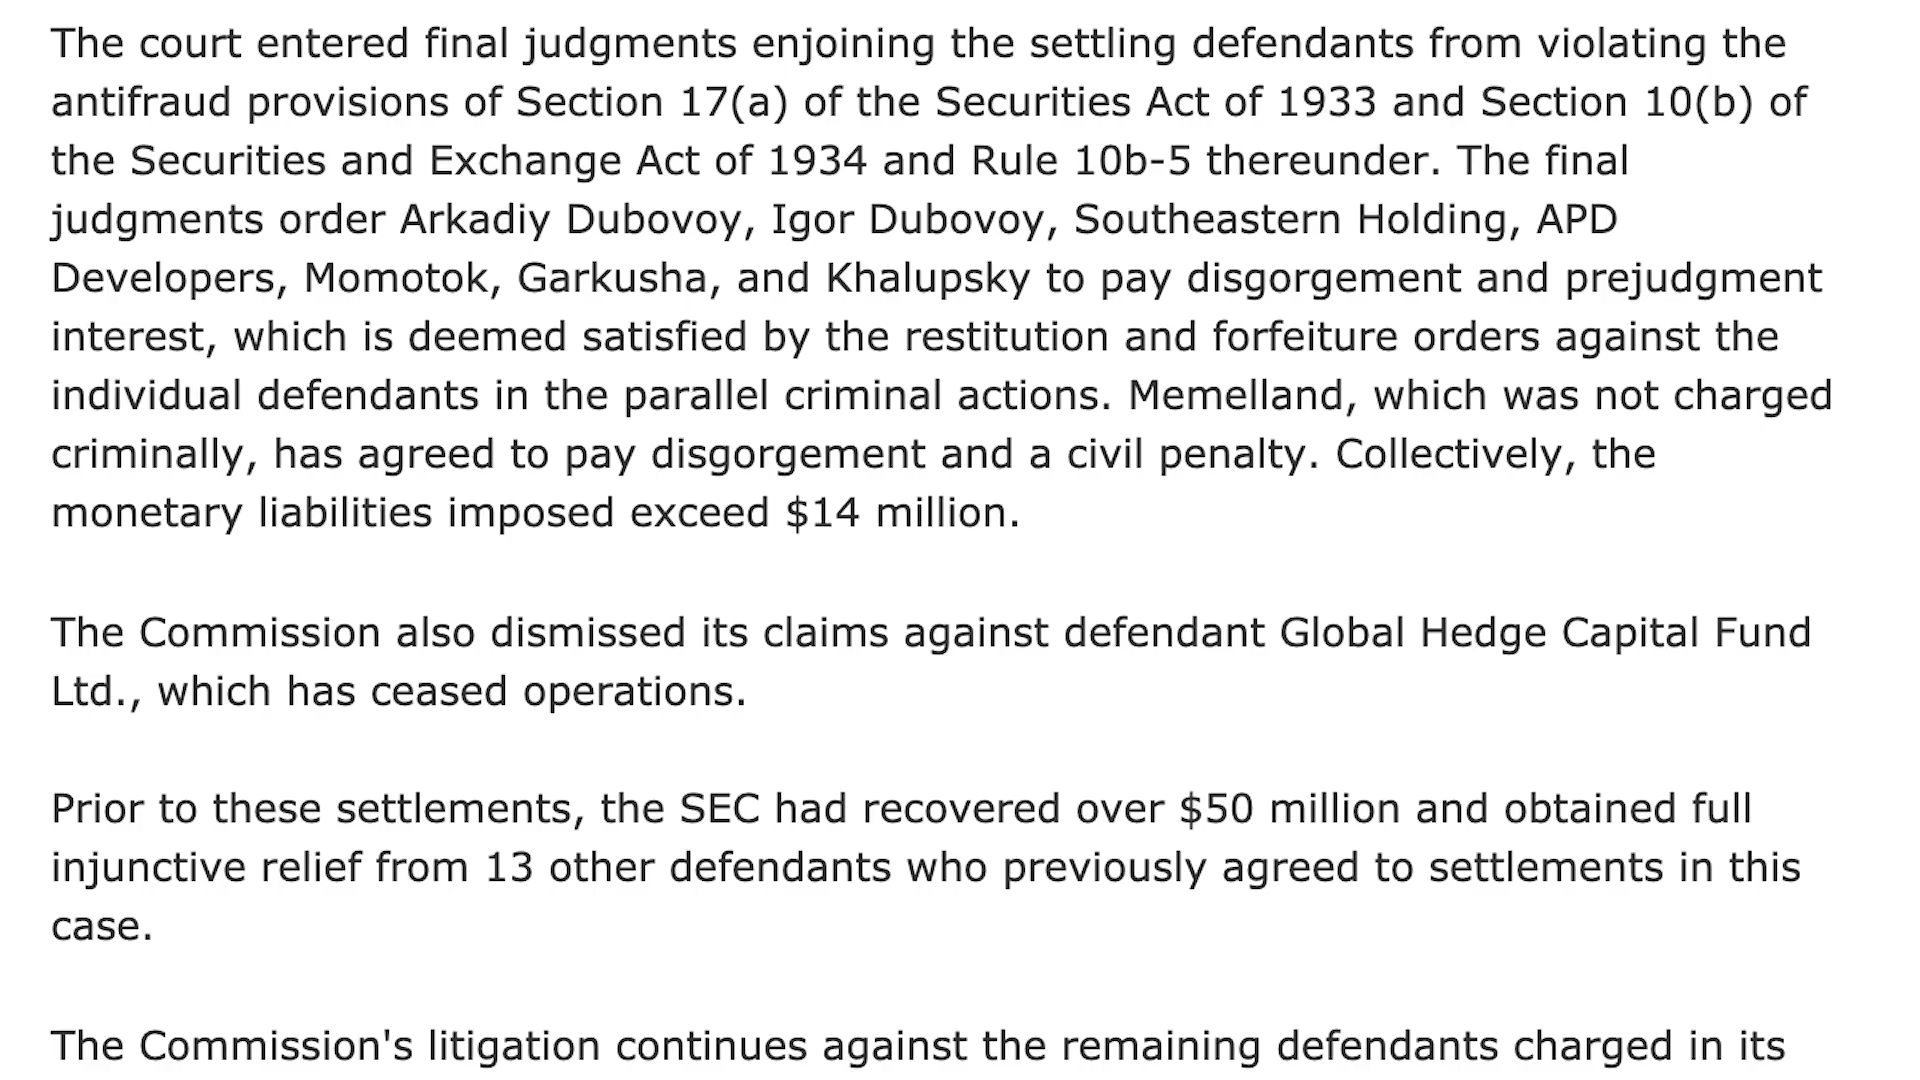 The court entered final judgments enjoining the settling defendants from violating the
antifraud provisions of Section 17(a) of the Securities Act of 1933 and Section 10(b) of
the Securities and Exchange Act of 1934 and Rule 10b-5 thereunder. The final
judgments order Arkadiy Dubovoy, Igor Dubovoy, Southeastern Holding, APD
Developers, Momotok, Garkusha, and Khalupsky to pay disgorgement and prejudgment
interest, which is deemed satisfied by the restitution and forfeiture orders against the
individual defendants in the parallel criminal actions. Memelland, which was not charged
criminally, has agreed to pay disgorgement and a civil penalty. Collectively, the
monetary liabilities imposed exceed $14 million.
The Commission also dismissed its claims against defendant Global Hedge Capital Fund
Ltd., which has ceased operations.
Prior to these settlements, the SEC had recovered over $50 million and obtained full
injunctive relief from 13 other defendants who previously agreed to settlements in this
case.
The Commission's litigation continues against the remaining defendants charged in its